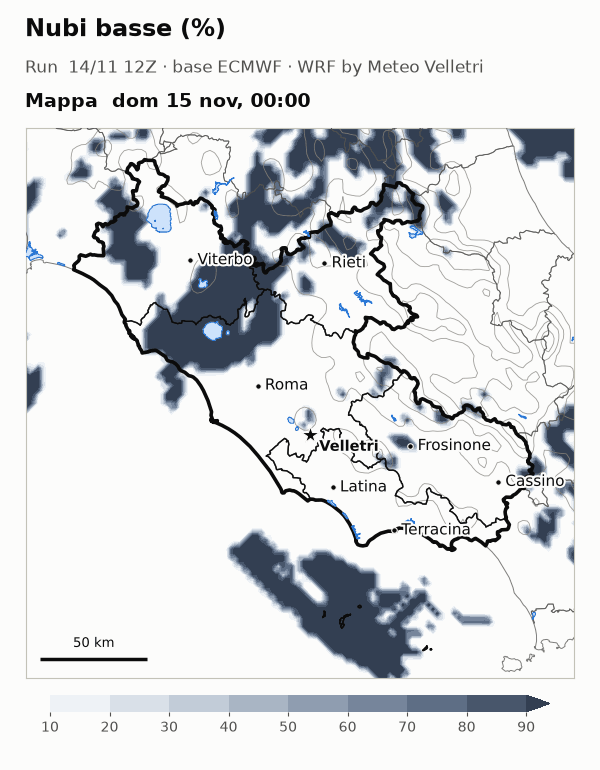 Nubi basse (%)
Run  14/11 12Z · base ECMWF · WRF by Meteo Velletri
Mappa  dom 15 nov, 00:00
Viterbo
Rieti
Roma
Velletri
Frosinone
Latina
Cassino
Terracina
50 km
10 20 30 40 50 60 70 80 90